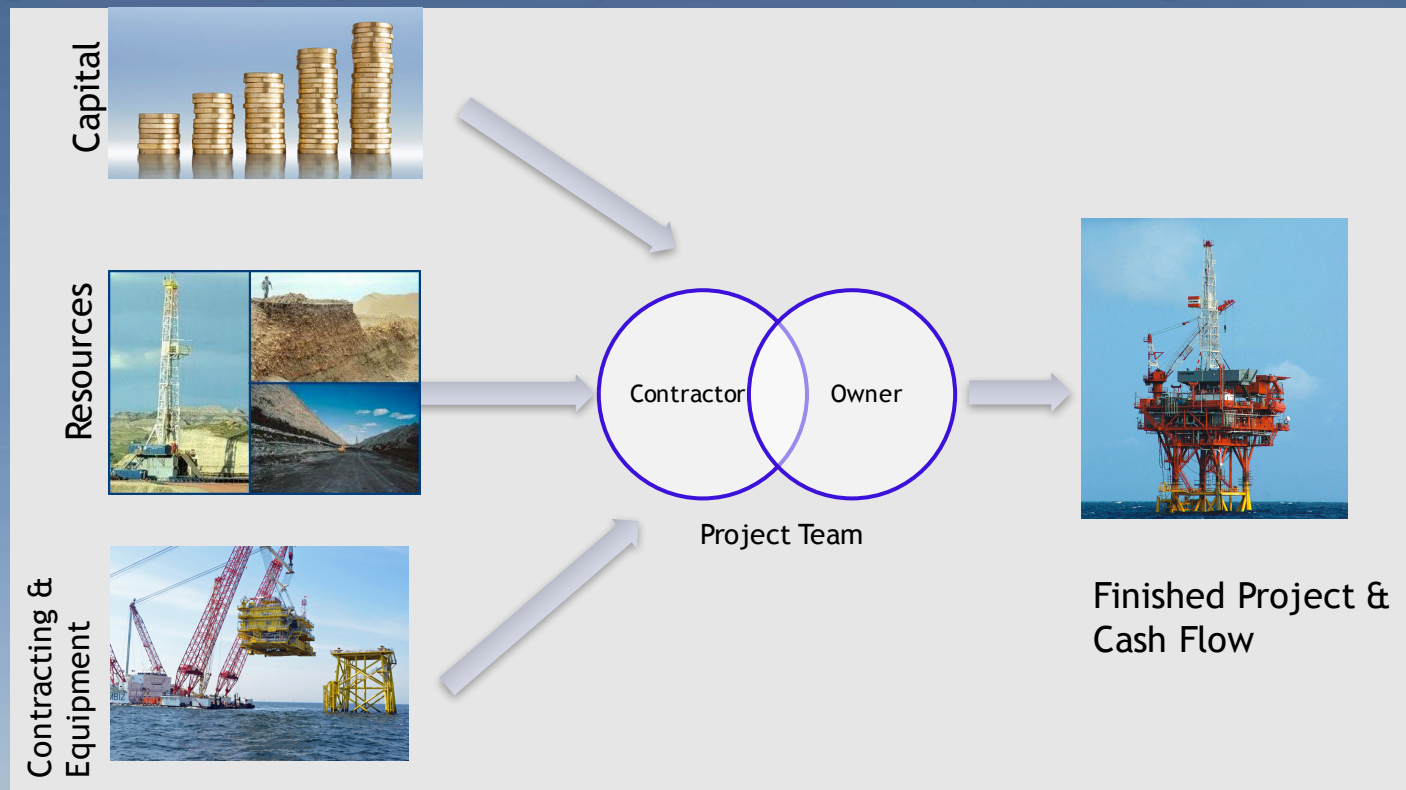 Capital
Resources
Contracting &
Equipment
Contractor
Owner
Project Team
Finished Project &
Cash Flow